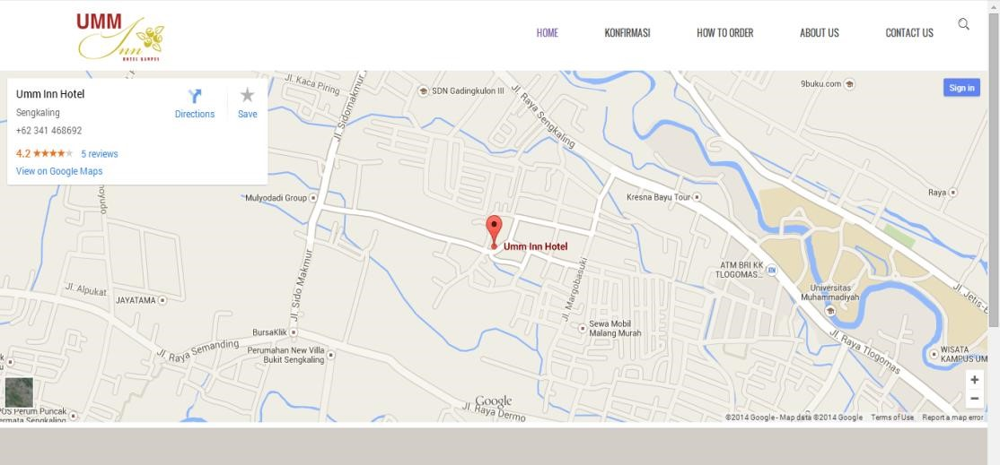 UMM
Inn
HOTEL KAMPUS
HOME
KONFIRMASI
HOW TO ORDER
ABOUT US
CONTACT US
Umm Inn Hotel
Sengkaling
+62 341 468692
4.2
5 reviews
View on Google Maps
Directions
Save
Sign in
Jl. Kaca Piring
SDN Gadingkulon III
9buku.com
Jl. Sidomakmur
Jl. Raya Sengkaling
Mulyodadi Group
Kresna Bayu Tour
Raya
Umm Inn Hotel
ATM BRI KK
TLOGOMAS...
Universitas
Muhammadiyah
Jl. Alpukat
JAYATAMA
Jl. Sido Makmur
Jl. Margobasuki
Jl. Jetis-
BursaKlik
Sewa Mobil
Malang Murah
Jl. Raya Semanding
Perumahan New Villa
Bukit Sengkaling
Jl. Raya Tlogomas
WISATA
KAMPUS UM
POS Perum Puncak
ermata Sengkaling
Google
Jl. Raya Dermo
©2014 Google - Map data ©2014 Google
Terms of Use
Report a map error